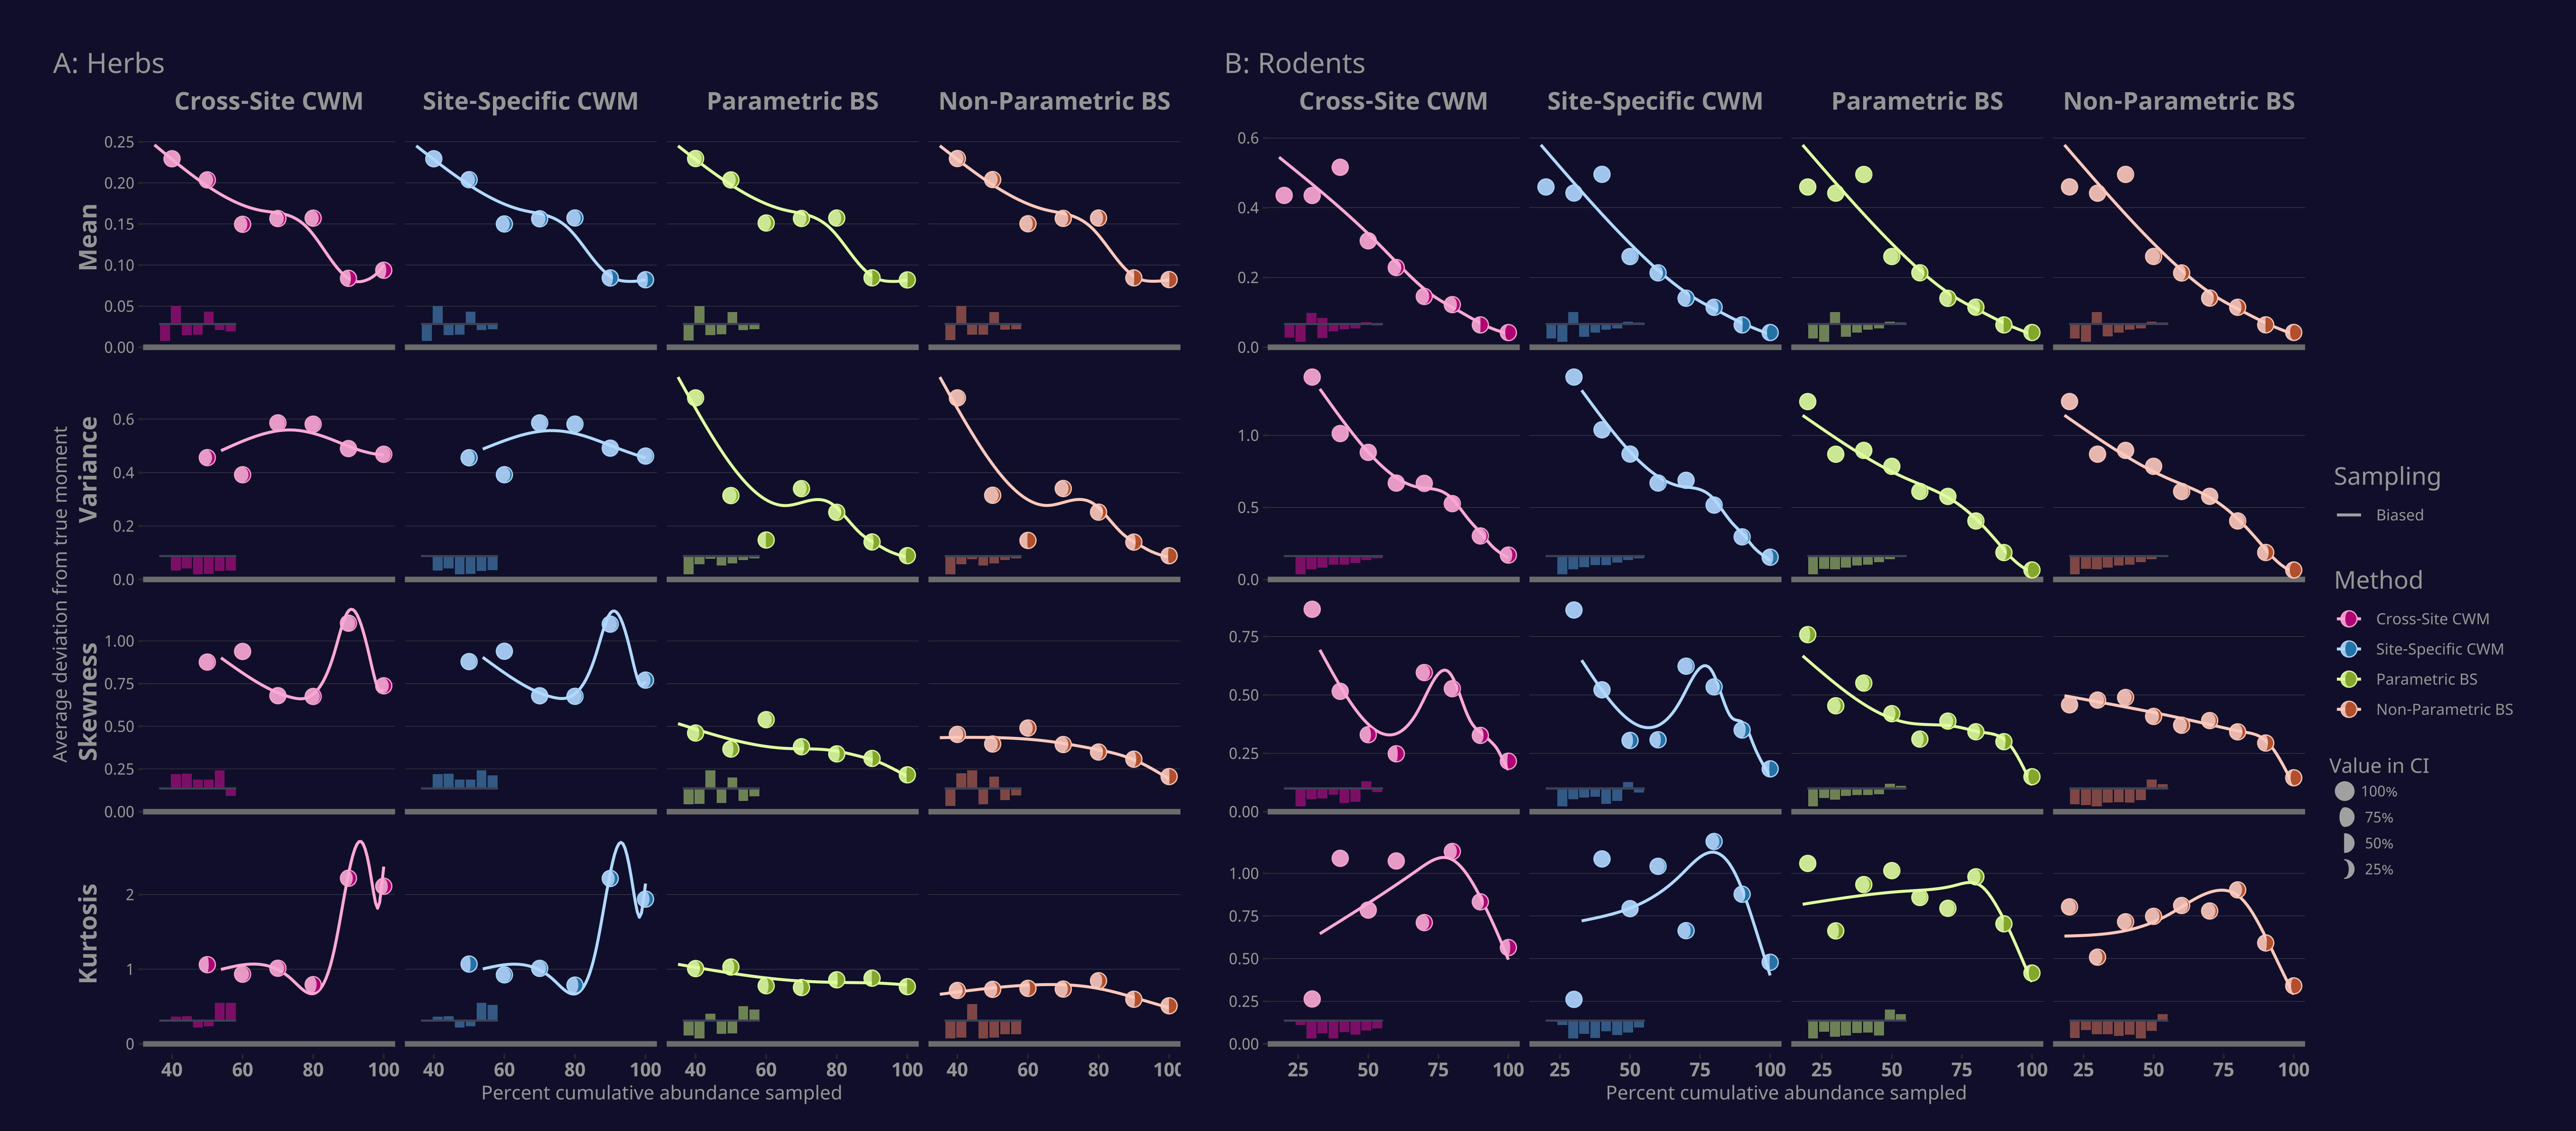 A: Herbs
B: Rodents
Cross-Site CWM
Site-Specific CWM
Parametric BS
Non-Parametric BS
Cross-Site CWM
Site-Specific CWM
Parametric BS
Non-Parametric BS
Average deviation from true moment
Mean
0.25
0.20
0.15
0.10
0.05
0.00
0.6
0.4
0.2
0.0
Variance
0.6
0.4
0.2
0.0
1.0
0.5
0.0
Skewness
1.00
0.75
0.50
0.25
0.00
0.75
0.50
0.25
0.00
Kurtosis
2
1
0
1.00
0.75
0.50
0.25
0.00
40 60 80 100 40 60 80 100 40 60 80 100 40 60 80 100
25 50 75 100 25 50 75 100 25 50 75 100 25 50 75 100
Percent cumulative abundance sampled
Percent cumulative abundance sampled
Sampling
Biased
Method
Cross-Site CWM
Site-Specific CWM
Parametric BS
Non-Parametric BS
Value in CI
100%
75%
50%
25%